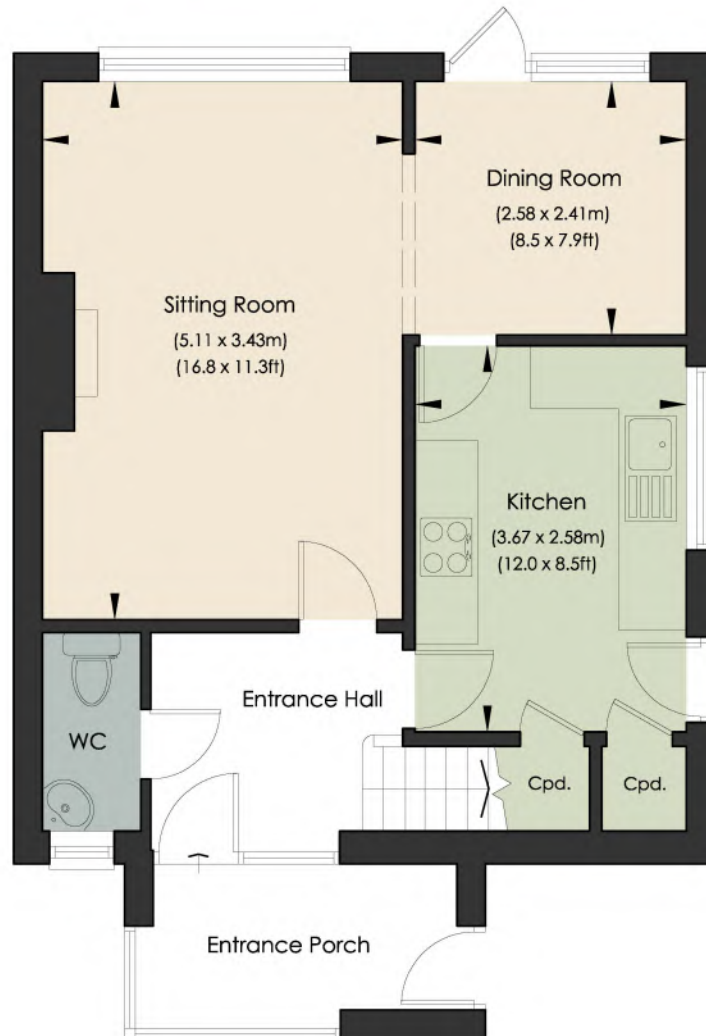 Dining Room
(2.58 x 2.41m)
(8.5 x 7.9ft)
Sitting Room
(5.11 x 3.43m)
(16.8 x 11.3ft)
Kitchen
(3.67 x 2.58m)
(12.0 x 8.5ft)
Entrance Hall
WC
Cpd.
Cpd.
Entrance Porch